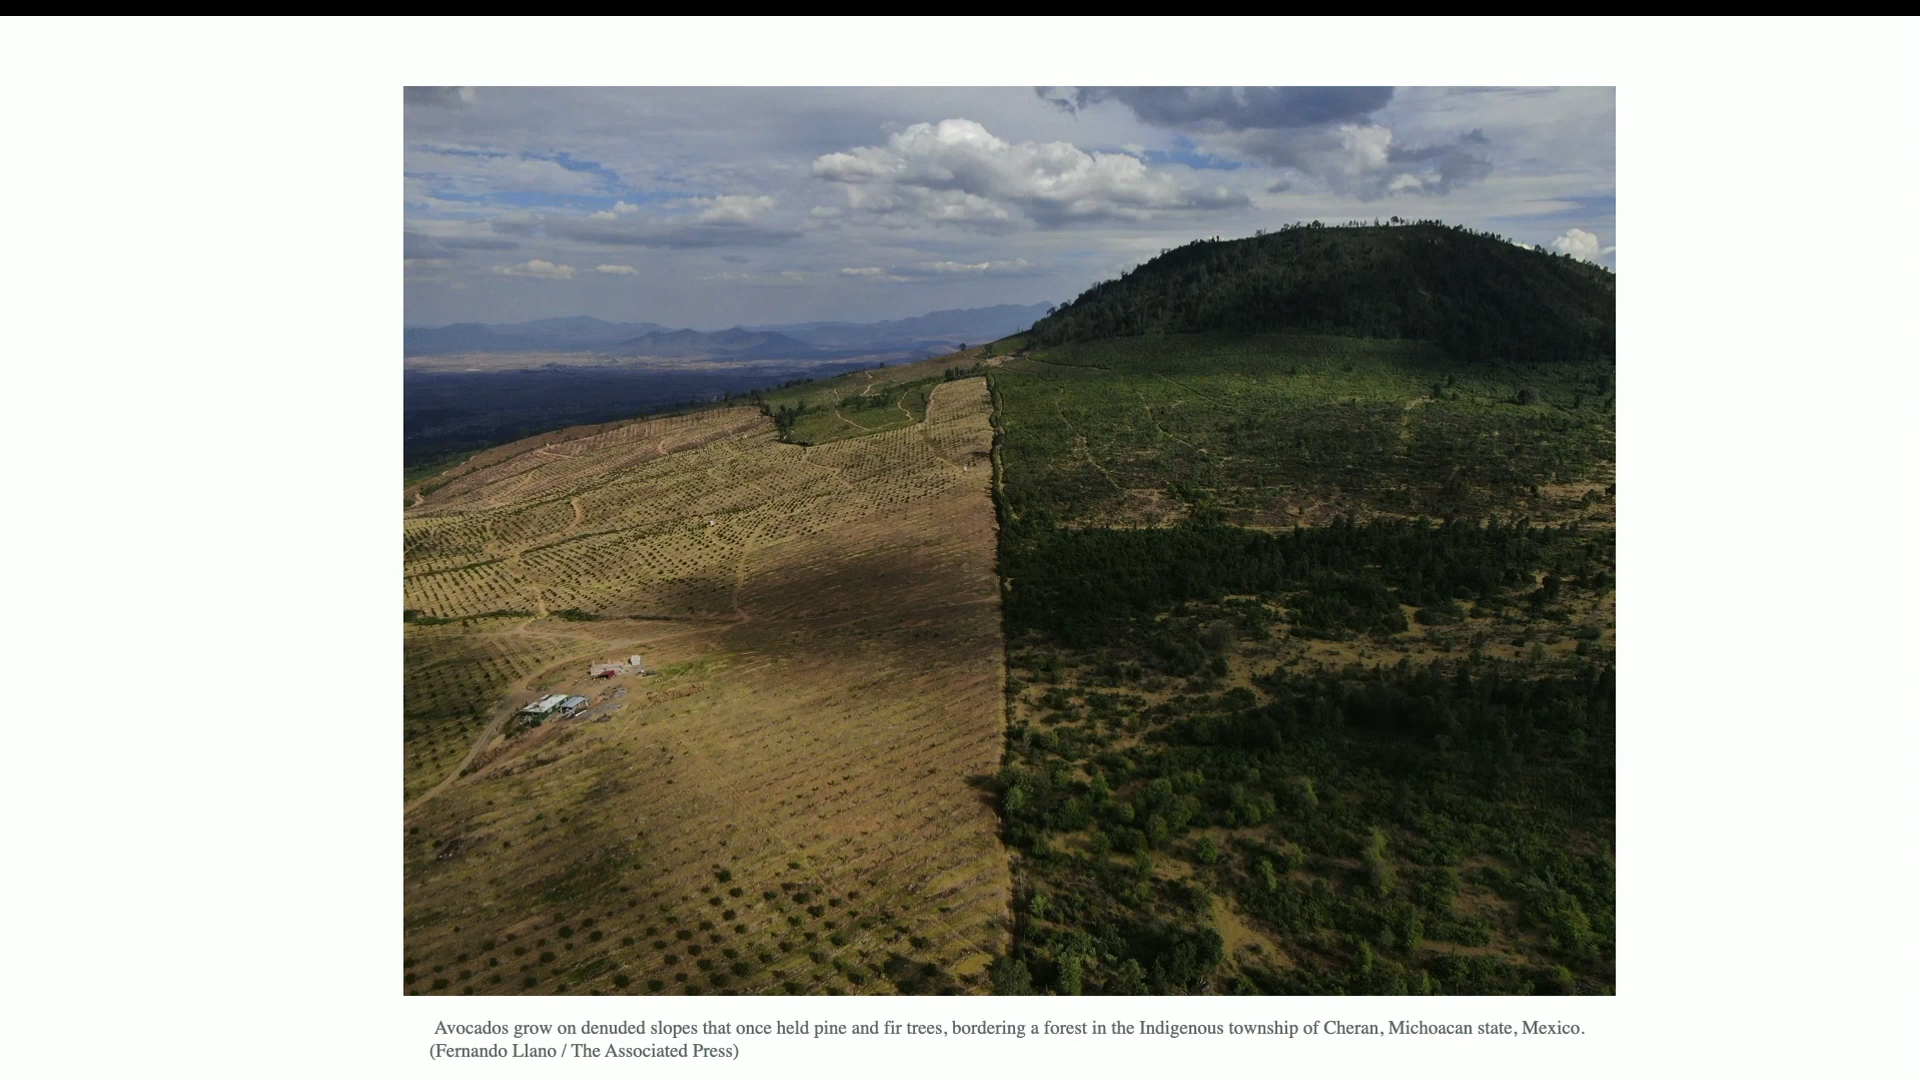 Avocados grow on denuded slopes that once held pine and fir trees, bordering a forest in the Indigenous township of Cheran, Michoacan state, Mexico.
(Fernando Llano / The Associated Press)